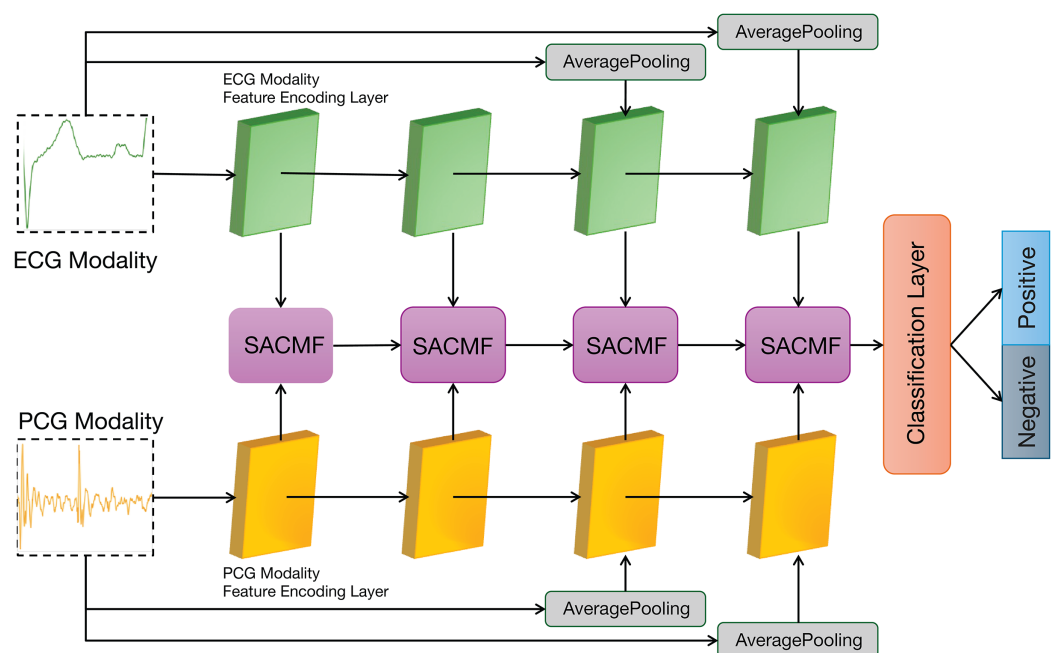 AveragePooling
AveragePooling
ECG Modality
Feature Encoding Layer
ECG Modality
SACMF
SACMF
SACMF
SACMF
Classification Layer
Positive
Negative
PCG Modality
PCG Modality
Feature Encoding Layer
AveragePooling
AveragePooling